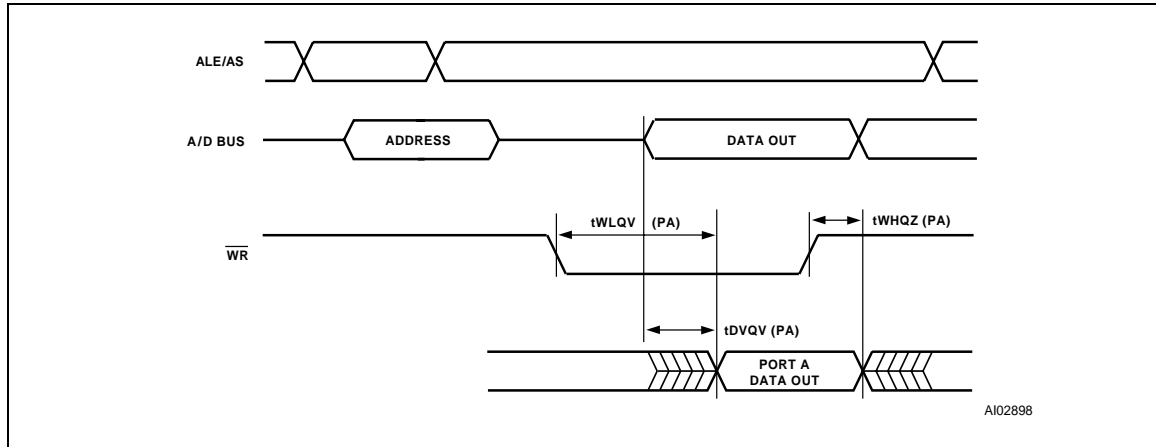 ALE/AS
A/D BUS
ADDRESS
DATA OUT
tWLQV (PA)
tWHQZ (PA)
WR
tDVQV (PA)
PORT A
DATA OUT
AI02898